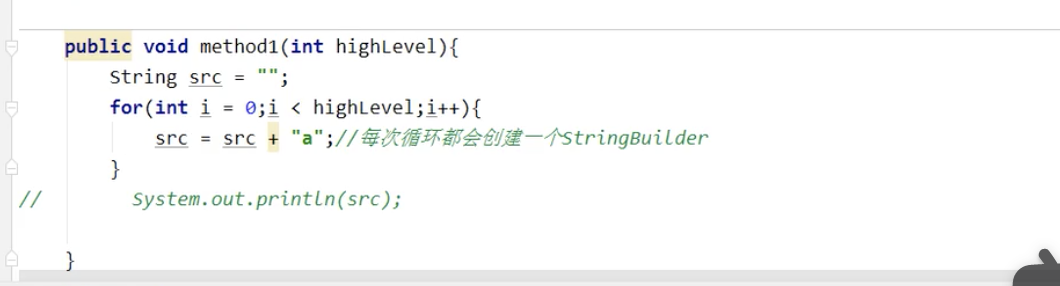 public void method1(int highLevel){
String src = "";
for(int i = 0;i < highLevel;i++){
src = src + "a";//每次循环都会创建一个StringBuilder
}
// System.out.println(src);
}